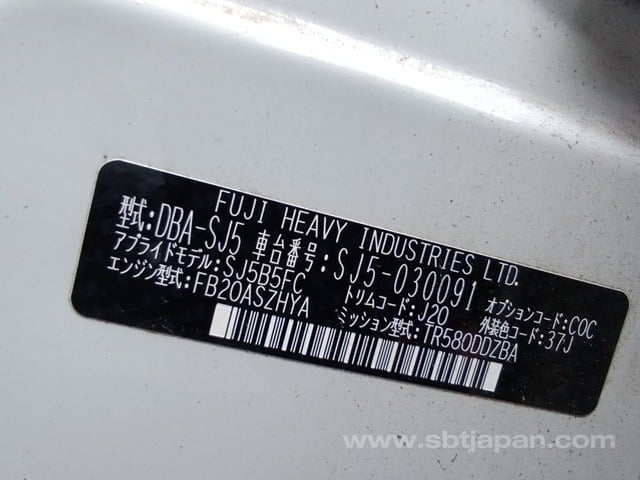 FUJI HEAVY INDUSTRIES LTD.
型式:DBA-SJ5 車台番号:SJ5-030091
アプライドモデル:SJ5B5FC トリムコード:J20 オプションコード:C0C
エンジン型式:FB20ASZHYA ミッション型式:TR580DDZBA 外装色コード:37J
www.sbtjapan.com